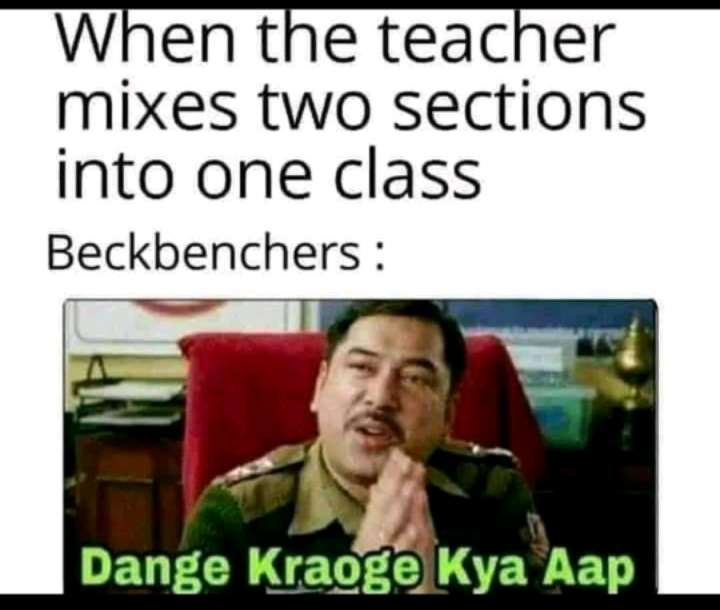 When the teacher
mixes two sections
into one class
Beckbenchers :
Dange Kraoge Kya Aap